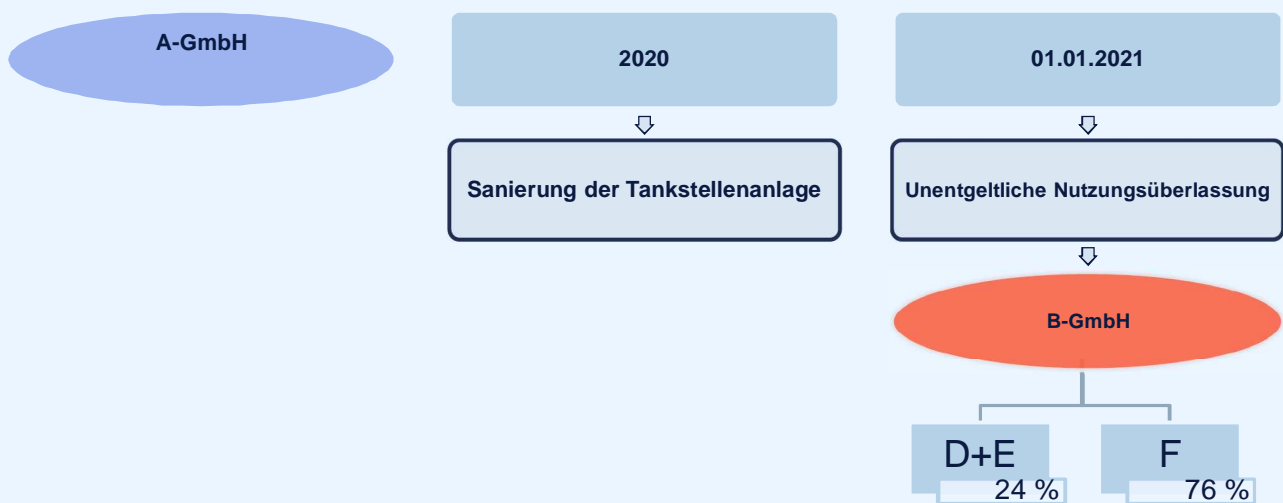 A-GmbH
2020
01.01.2021
Sanierung der Tankstellenanlage
Unentgeltliche Nutzungsüberlassung
B-GmbH
D+E
F
24 %
76 %